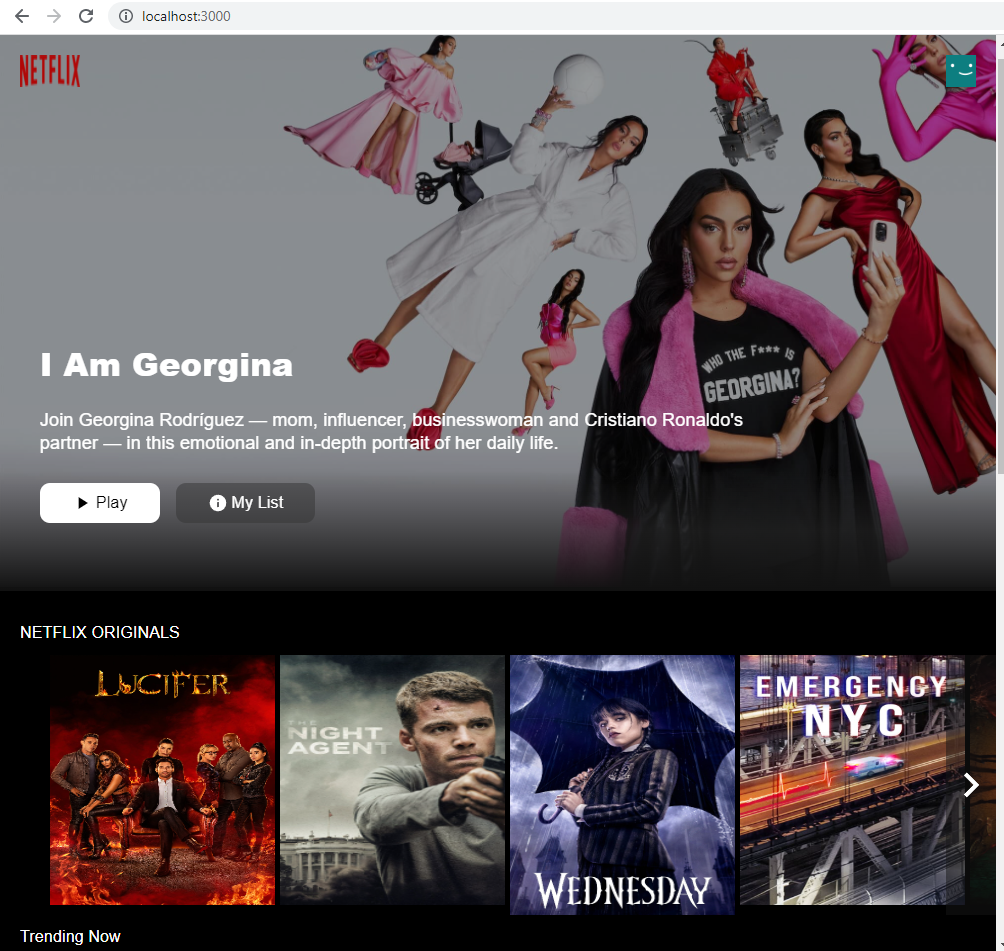 localhost:3000
NETFLIX
WHO THE F*** IS
GEORGINA?
I Am Georgina
Join Georgina Rodríguez — mom, influencer, businesswoman and Cristiano Ronaldo's
partner — in this emotional and in-depth portrait of her daily life.
Play
My List
NETFLIX ORIGINALS
LUCIFER
THE
NIGHT
AGENT
WEDNESDAY
EMERGENCY
NYC
Trending Now